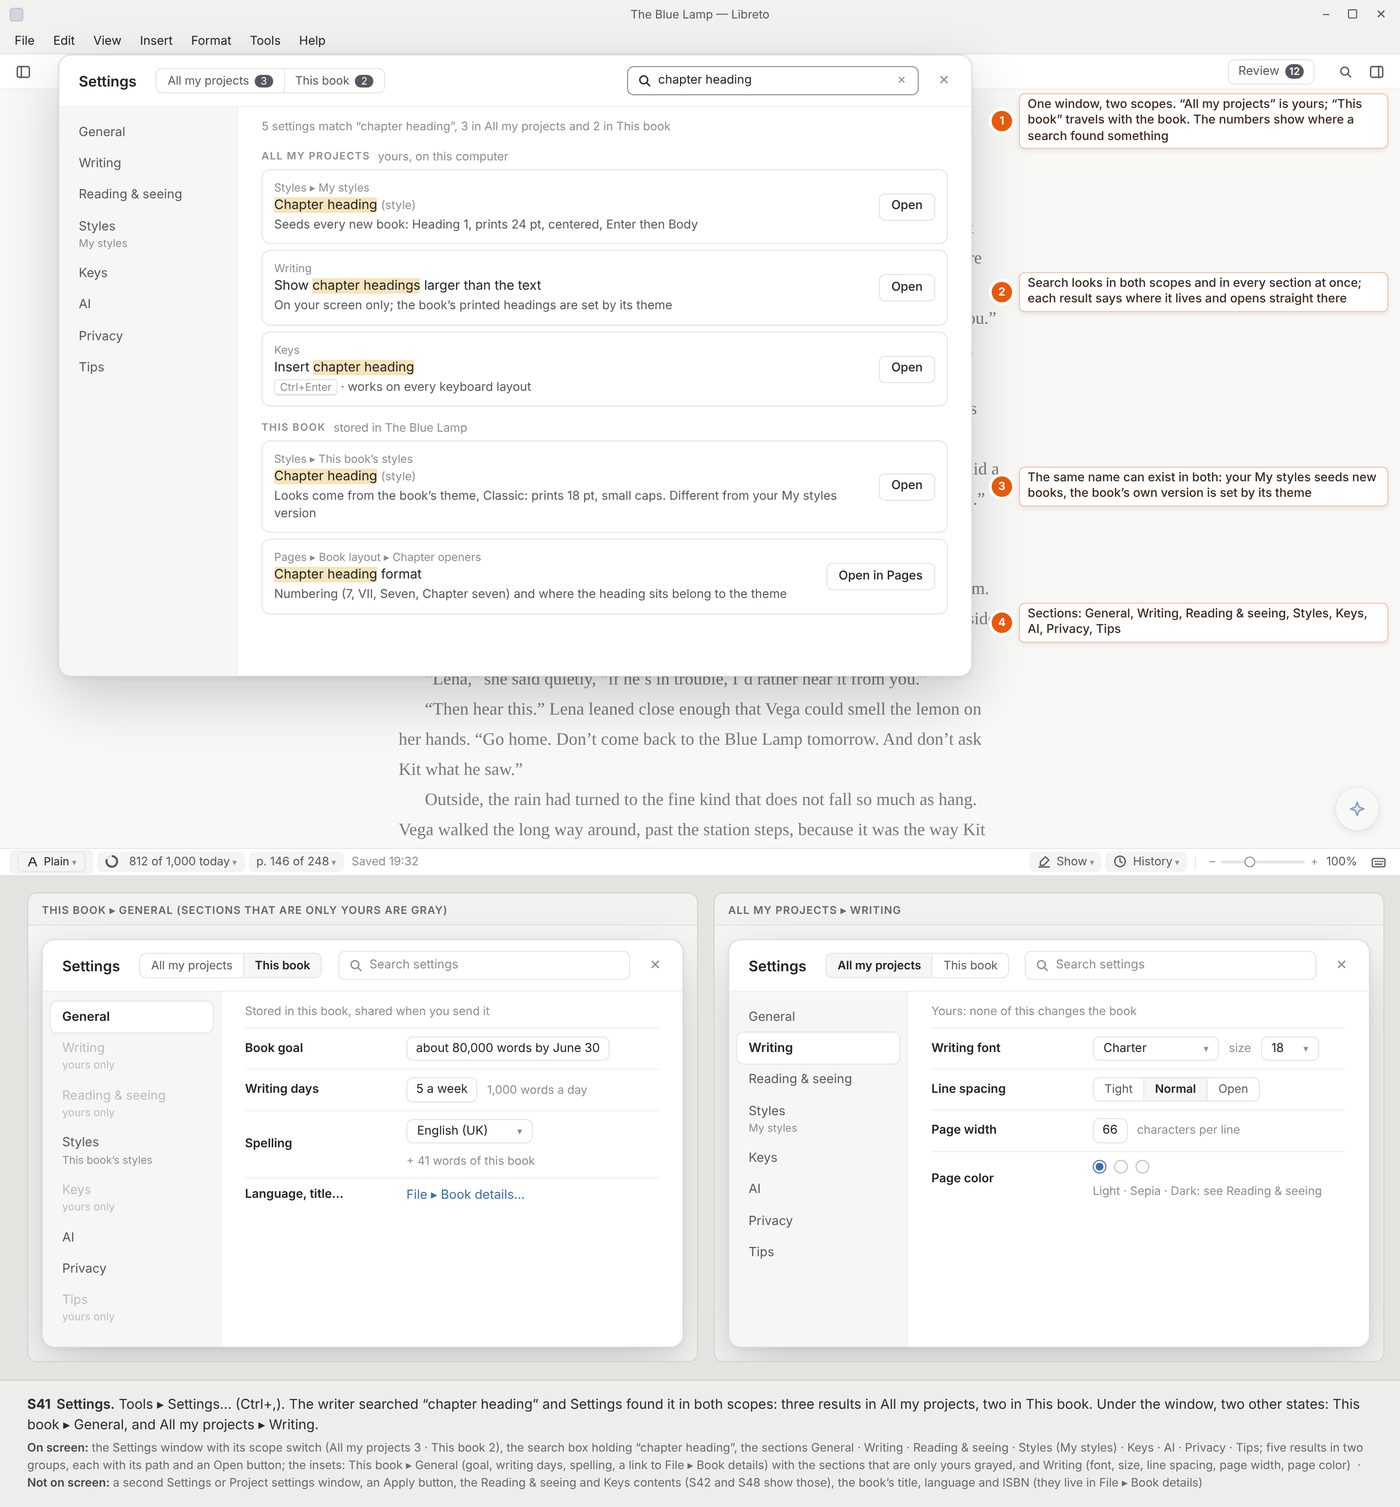 The Blue Lamp — Libreto
File Edit View Insert Format Tools Help
Settings All my projects 3 This book 2 chapter heading
Review 12
General
Writing
Reading & seeing
Styles
My styles
Keys
AI
Privacy
Tips
5 settings match “chapter heading”, 3 in All my projects and 2 in This book
ALL MY PROJECTS yours, on this computer
Styles ▸ My styles
Chapter heading (style)
Seeds every new book: Heading 1, prints 24 pt, centered, Enter then Body
Open
Writing
Show chapter headings larger than the text
On your screen only; the book’s printed headings are set by its theme
Open
Keys
Insert chapter heading
Ctrl+Enter · works on every keyboard layout
Open
THIS BOOK stored in The Blue Lamp
Styles ▸ This book’s styles
Chapter heading (style)
Looks come from the book’s theme, Classic: prints 18 pt, small caps. Different from your My styles
version
Open
Pages ▸ Book layout ▸ Chapter openers
Chapter heading format
Numbering (7, VII, Seven, Chapter seven) and where the heading sits belong to the theme
Open in Pages
1
One window, two scopes. “All my projects” is yours; “This
book” travels with the book. The numbers show where a
search found something
2
Search looks in both scopes and in every section at once;
each result says where it lives and opens straight there
3
The same name can exist in both: your My styles seeds new
books, the book’s own version is set by its theme
4
Sections: General, Writing, Reading & seeing, Styles, Keys,
AI, Privacy, Tips
“Lena,” she said quietly, “if he’s in trouble, I’d rather hear it from you.”
“Then hear this.” Lena leaned close enough that Vega could smell the lemon on
her hands. “Go home. Don’t come back to the Blue Lamp tomorrow. And don’t ask
Kit what he saw.”
Outside, the rain had turned to the fine kind that does not fall so much as hang.
Vega walked the long way around, past the station steps, because it was the way Kit
A Plain ▾ 812 of 1,000 today ▾ p. 146 of 248 ▾ Saved 19:32 Show ▾ History ▾ − + 100%
THIS BOOK ▸ GENERAL (SECTIONS THAT ARE ONLY YOURS ARE GRAY)
Settings All my projects This book Search settings
General
Writing
yours only
Reading & seeing
yours only
Styles
This book’s styles
Keys
yours only
AI
Privacy
Tips
yours only
Stored in this book, shared when you send it
Book goal about 80,000 words by June 30
Writing days 5 a week 1,000 words a day
Spelling English (UK) ▾
+ 41 words of this book
Language, title… File ▸ Book details…
ALL MY PROJECTS ▸ WRITING
Settings All my projects This book Search settings
General
Writing
Reading & seeing
Styles
My styles
Keys
AI
Privacy
Tips
Yours: none of this changes the book
Writing font Charter ▾ size 18 ▾
Line spacing Tight Normal Open
Page width 66 characters per line
Page color
Light · Sepia · Dark: see Reading & seeing
S41 Settings. Tools ▸ Settings… (Ctrl+,). The writer searched “chapter heading” and Settings found it in both scopes: three results in All my projects, two in This book. Under the window, two other states: This
book ▸ General, and All my projects ▸ Writing.
On screen: the Settings window with its scope switch (All my projects 3 · This book 2), the search box holding “chapter heading”, the sections General · Writing · Reading & seeing · Styles (My styles) · Keys · AI · Privacy · Tips; five results in two
groups, each with its path and an Open button; the insets: This book ▸ General (goal, writing days, spelling, a link to File ▸ Book details) with the sections that are only yours grayed, and Writing (font, size, line spacing, page width, page color) ·
Not on screen: a second Settings or Project settings window, an Apply button, the Reading & seeing and Keys contents (S42 and S48 show those), the book’s title, language and ISBN (they live in File ▸ Book details)